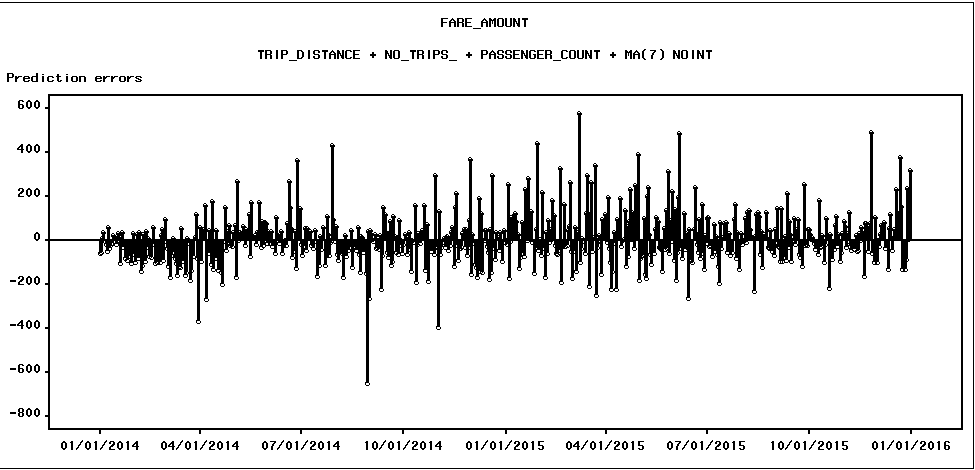 FARE_AMOUNT
TRIP_DISTANCE + NO_TRIPS_ + PASSENGER_COUNT + MA(7) NOINT
Prediction errors
600
400
200
0
-200
-400
-600
-800
01/01/2014 04/01/2014 07/01/2014 10/01/2014 01/01/2015 04/01/2015 07/01/2015 10/01/2015 01/01/2016